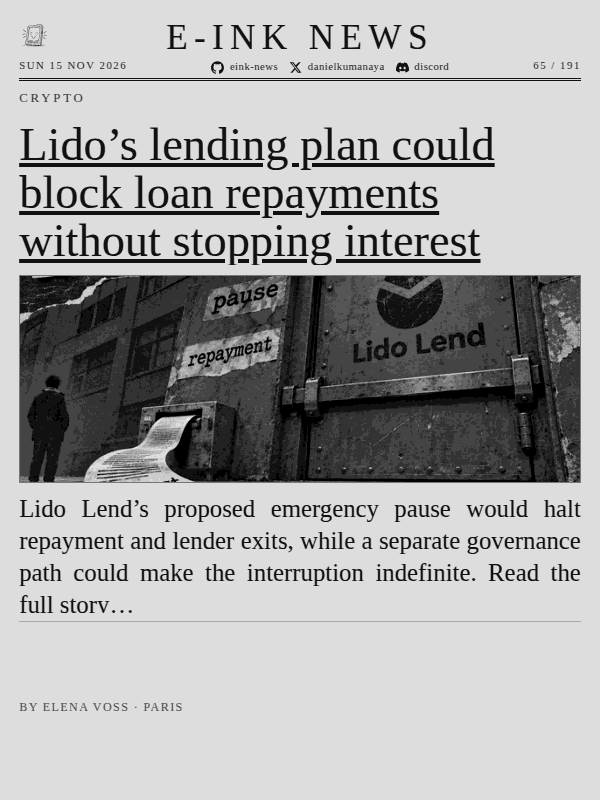 E-INK NEWS
SUN 15 NOV 2026
eink-news danielkumanaya discord
65 / 191
CRYPTO
Lido’s lending plan could
block loan repayments
without stopping interest
pause
repayment
Lido Lend
Lido Lend’s proposed emergency pause would halt
repayment and lender exits, while a separate governance
path could make the interruption indefinite. Read the
full story…
BY ELENA VOSS · PARIS